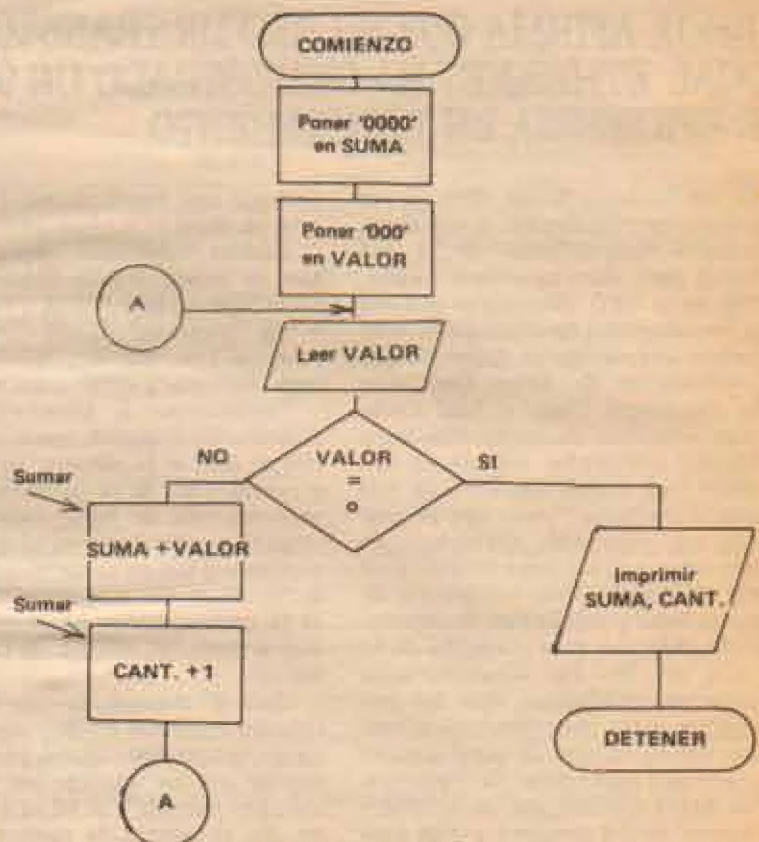 COMIENZO
Poner '0000'
en SUMA
Poner '000'
en VALOR
A
Leer VALOR
NO
VALOR
=
o
SI
Sumar
SUMA + VALOR
Sumar
CANT. + 1
A
Imprimir
SUMA, CANT.
DETENER